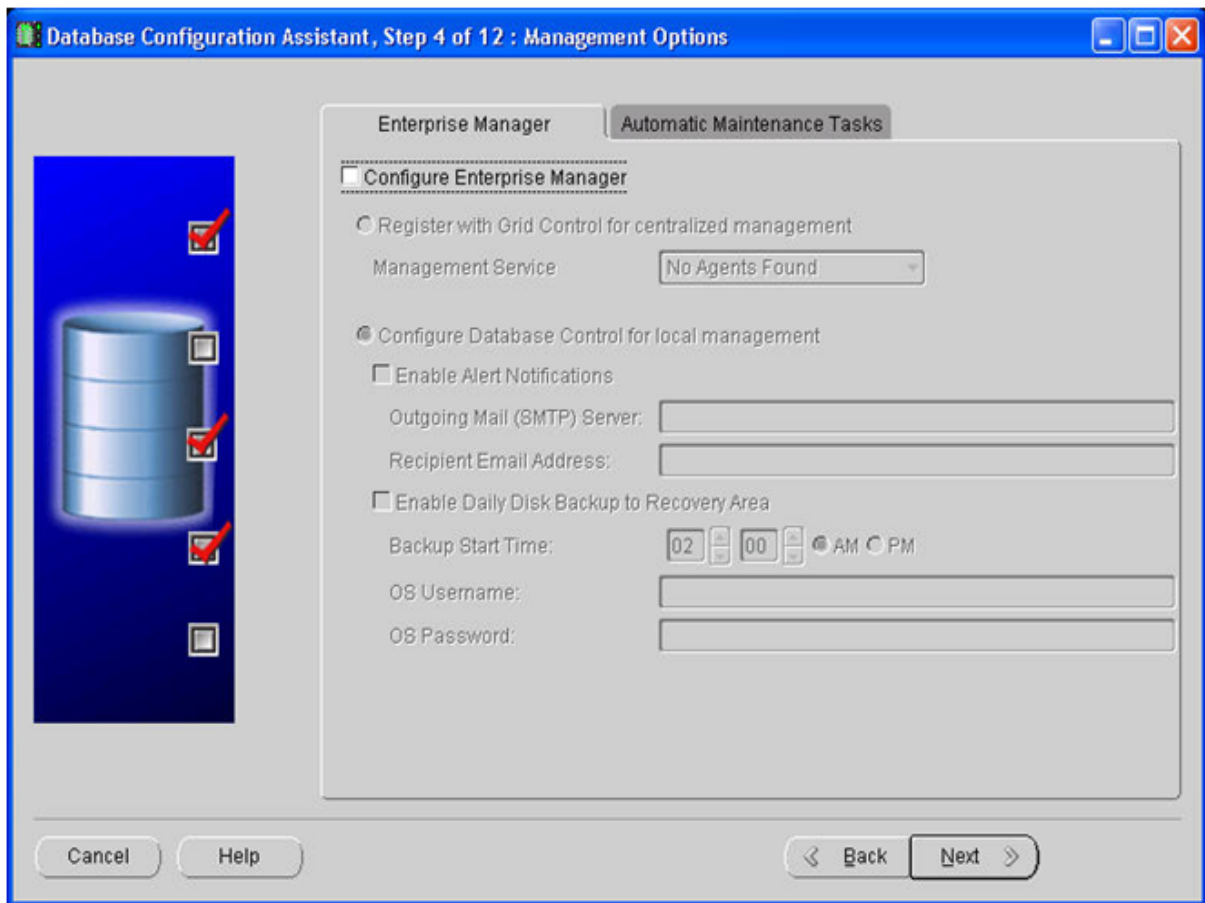 Database Configuration Assistant, Step 4 of 12 : Management Options
Enterprise Manager
Automatic Maintenance Tasks
Configure Enterprise Manager
Register with Grid Control for centralized management
Management Service No Agents Found
Configure Database Control for local management
Enable Alert Notifications
Outgoing Mail (SMTP) Server:
Recipient Email Address:
Enable Daily Disk Backup to Recovery Area
Backup Start Time: 02 00 AM PM
OS Username:
OS Password:
Cancel Help Back Next